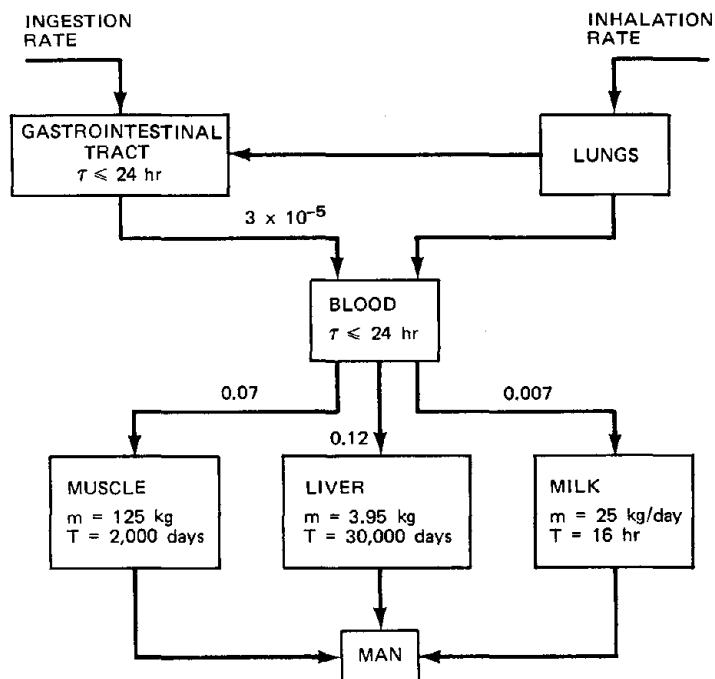 INGESTION
RATE
INHALATION
RATE
GASTROINTESTINAL
TRACT
τ ⩽ 24 hr
LUNGS
3 x 10⁻⁵
BLOOD
τ ⩽ 24 hr
0.07
0.12
0.007
MUSCLE
m = 125 kg
T = 2,000 days
LIVER
m = 3.95 kg
T = 30,000 days
MILK
m = 25 kg/day
T = 16 hr
MAN